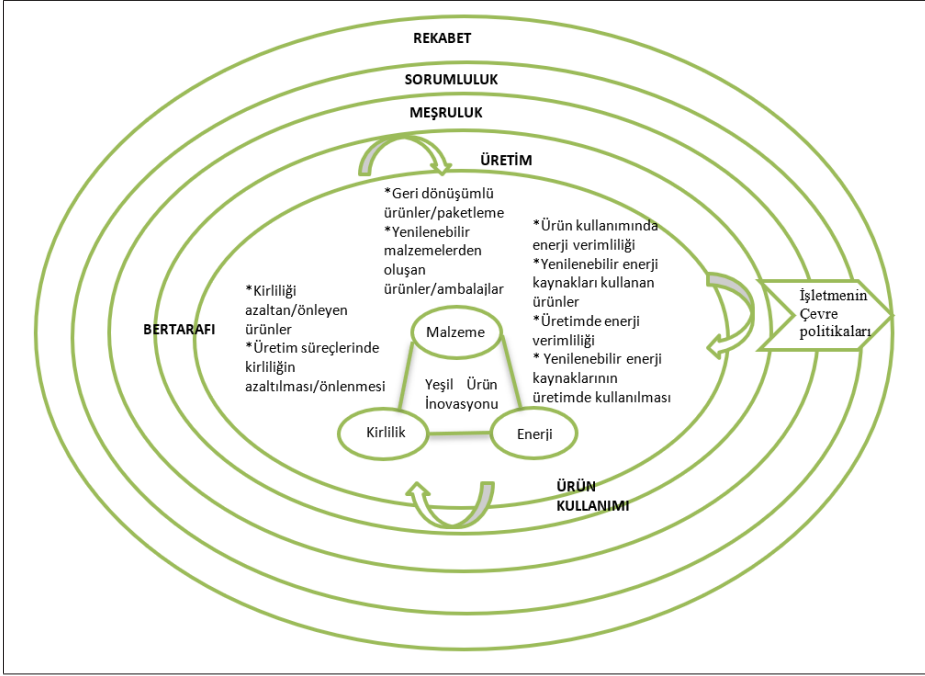 REKABET
SORUMLULUK
MEŞRULUK
ÜRETİM
*Geri dönüşümlü
ürünler/paketleme
*Yenilenebilir
malzemelerden
oluşan
ürünler/ambalajlar
*Ürün kullanımında
enerji verimliliği
*Yenilenebilir enerji
kaynakları kullanan
ürünler
*Üretimde enerji
verimliliği
* Yenilenebilir enerji
kaynaklarının
üretimde kullanılması
*Kirliliği
azaltan/önleyen
ürünler
*Üretim süreçlerinde
kirliliğin
azaltılması/önlenmesi
BERTARAFI
İşletmenin
Çevre
politikaları
Malzeme
Yeşil Ürün
İnovasyonu
Kirlilik
Enerji
ÜRÜN
KULLANIMI